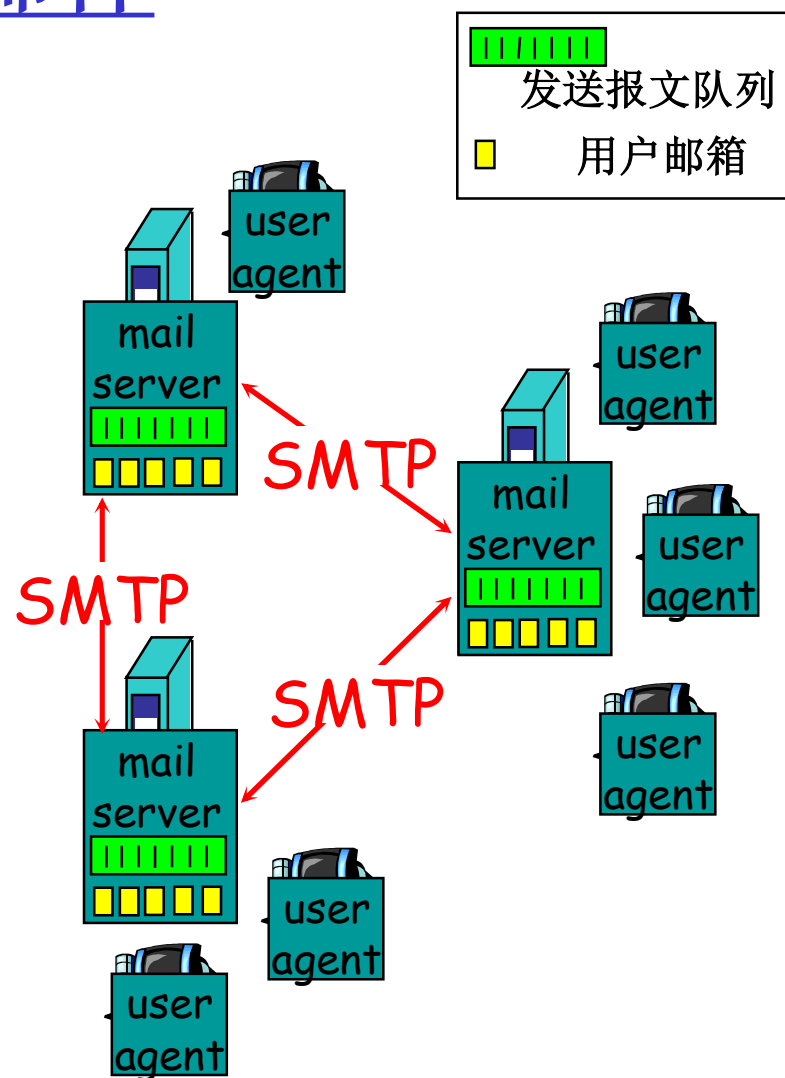 发送报文队列
用户邮箱
user
agent
mail
server
user
agent
SMTP
mail
server
user
agent
SMTP
SMTP
user
agent
mail
server
user
agent
user
agent